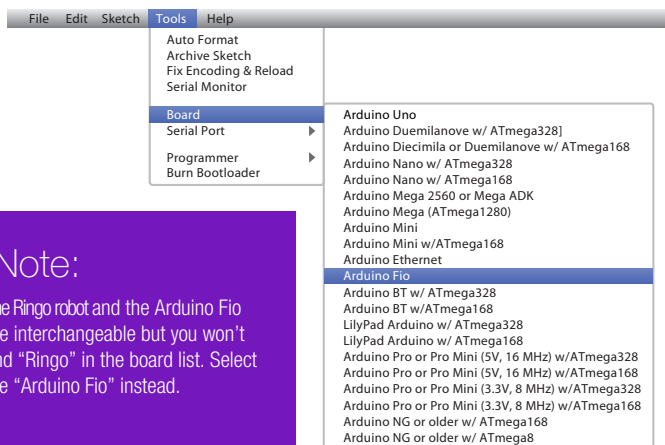 File Edit Sketch Tools Help
Auto Format
Archive Sketch
Fix Encoding & Reload
Serial Monitor
Board
Serial Port
Programmer
Burn Bootloader
Arduino Uno
Arduino Duemilanove w/ ATmega328]
Arduino Diecimila or Duemilanove w/ ATmega168
Arduino Nano w/ ATmega328
Arduino Nano w/ ATmega168
Arduino Mega 2560 or Mega ADK
Arduino Mega (ATmega1280)
Arduino Mini
Arduino Mini w/ATmega168
Arduino Ethernet
Arduino Fio
Arduino BT w/ ATmega328
Arduino BT w/ATmega168
LilyPad Arduino w/ ATmega328
LilyPad Arduino w/ ATmega168
Arduino Pro or Pro Mini (5V, 16 MHz) w/ATmega328
Arduino Pro or Pro Mini (5V, 16 MHz) w/ATmega168
Arduino Pro or Pro Mini (3.3V, 8 MHz) w/ATmega328
Arduino Pro or Pro Mini (3.3V, 8 MHz) w/ATmega168
Arduino NG or older w/ ATmega168
Arduino NG or older w/ ATmega8
Note:
Ringo robot and the Arduino Fio
interchangeable but you won't
"Ringo" in the board list. Select
"Arduino Fio" instead.